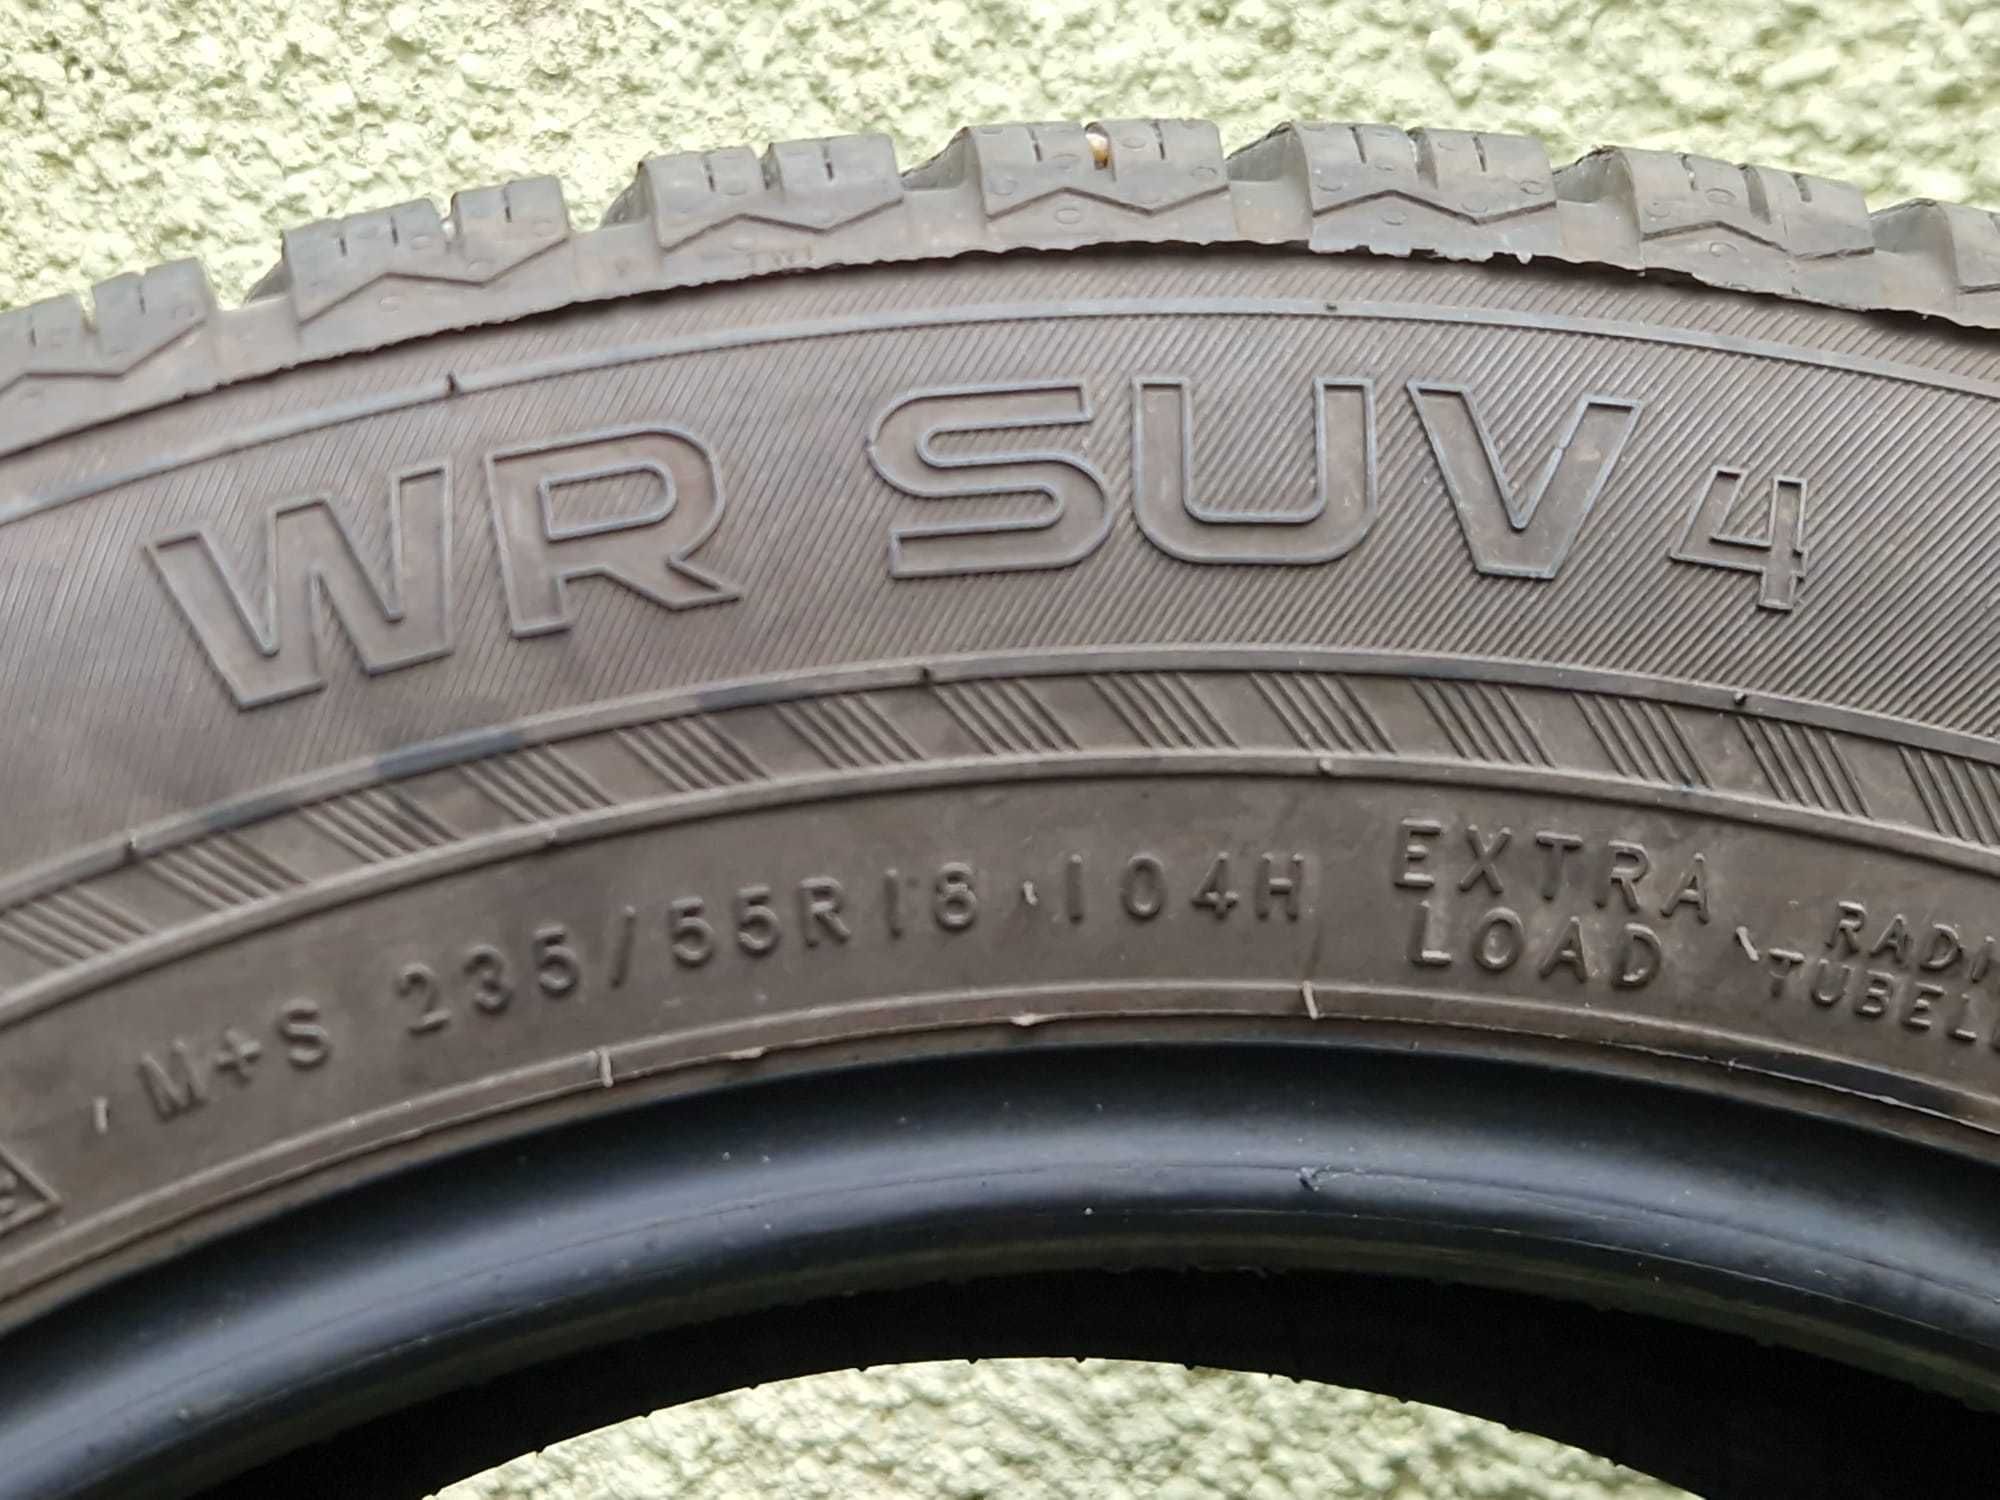 WR SUV 4
M+S 235/55R18 104H EXTRA LOAD